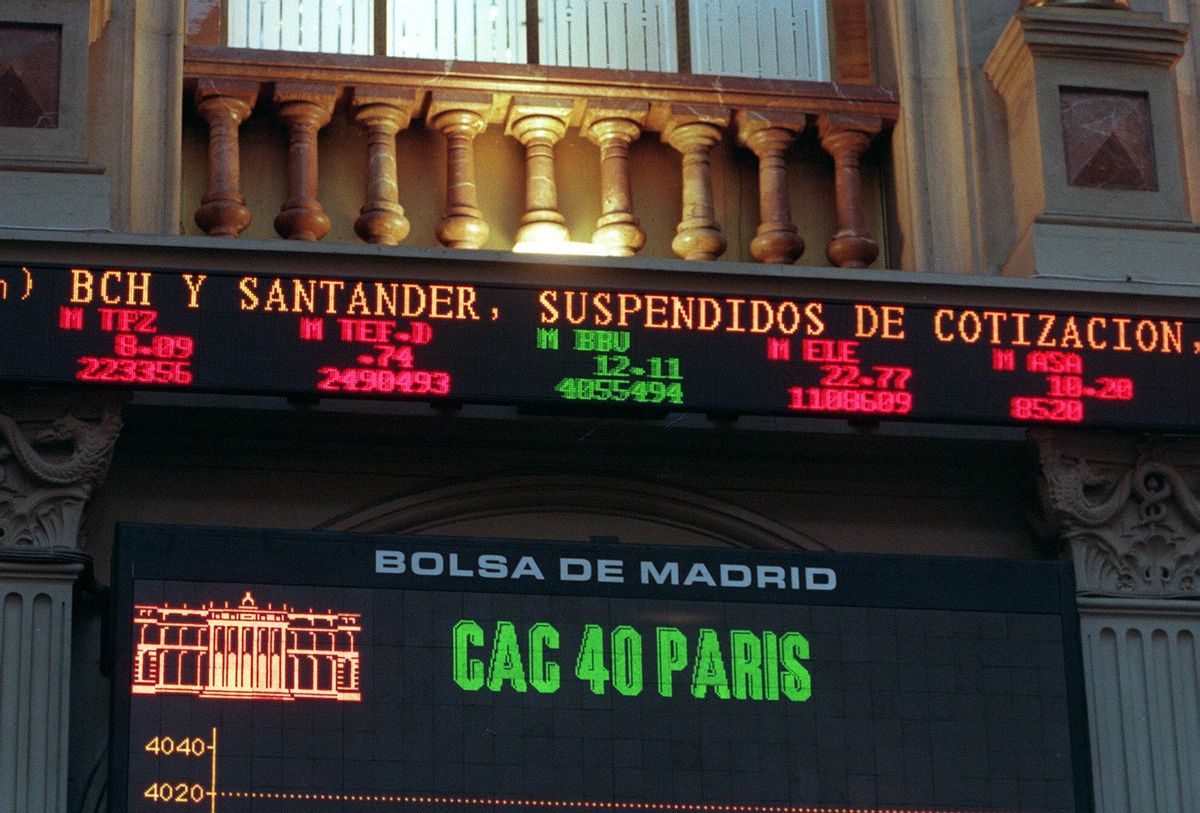 ) BCH Y SANTANDER, SUSPENDIDOS DE COTIZACION,
M TPZ M TEF.D M BBV M ELE M ASA
8.09 .74 12.11 22.77 10.20
223356 2490493 4055494 1108609 8520
BOLSA DE MADRID
CAC 40 PARIS
4040
4020